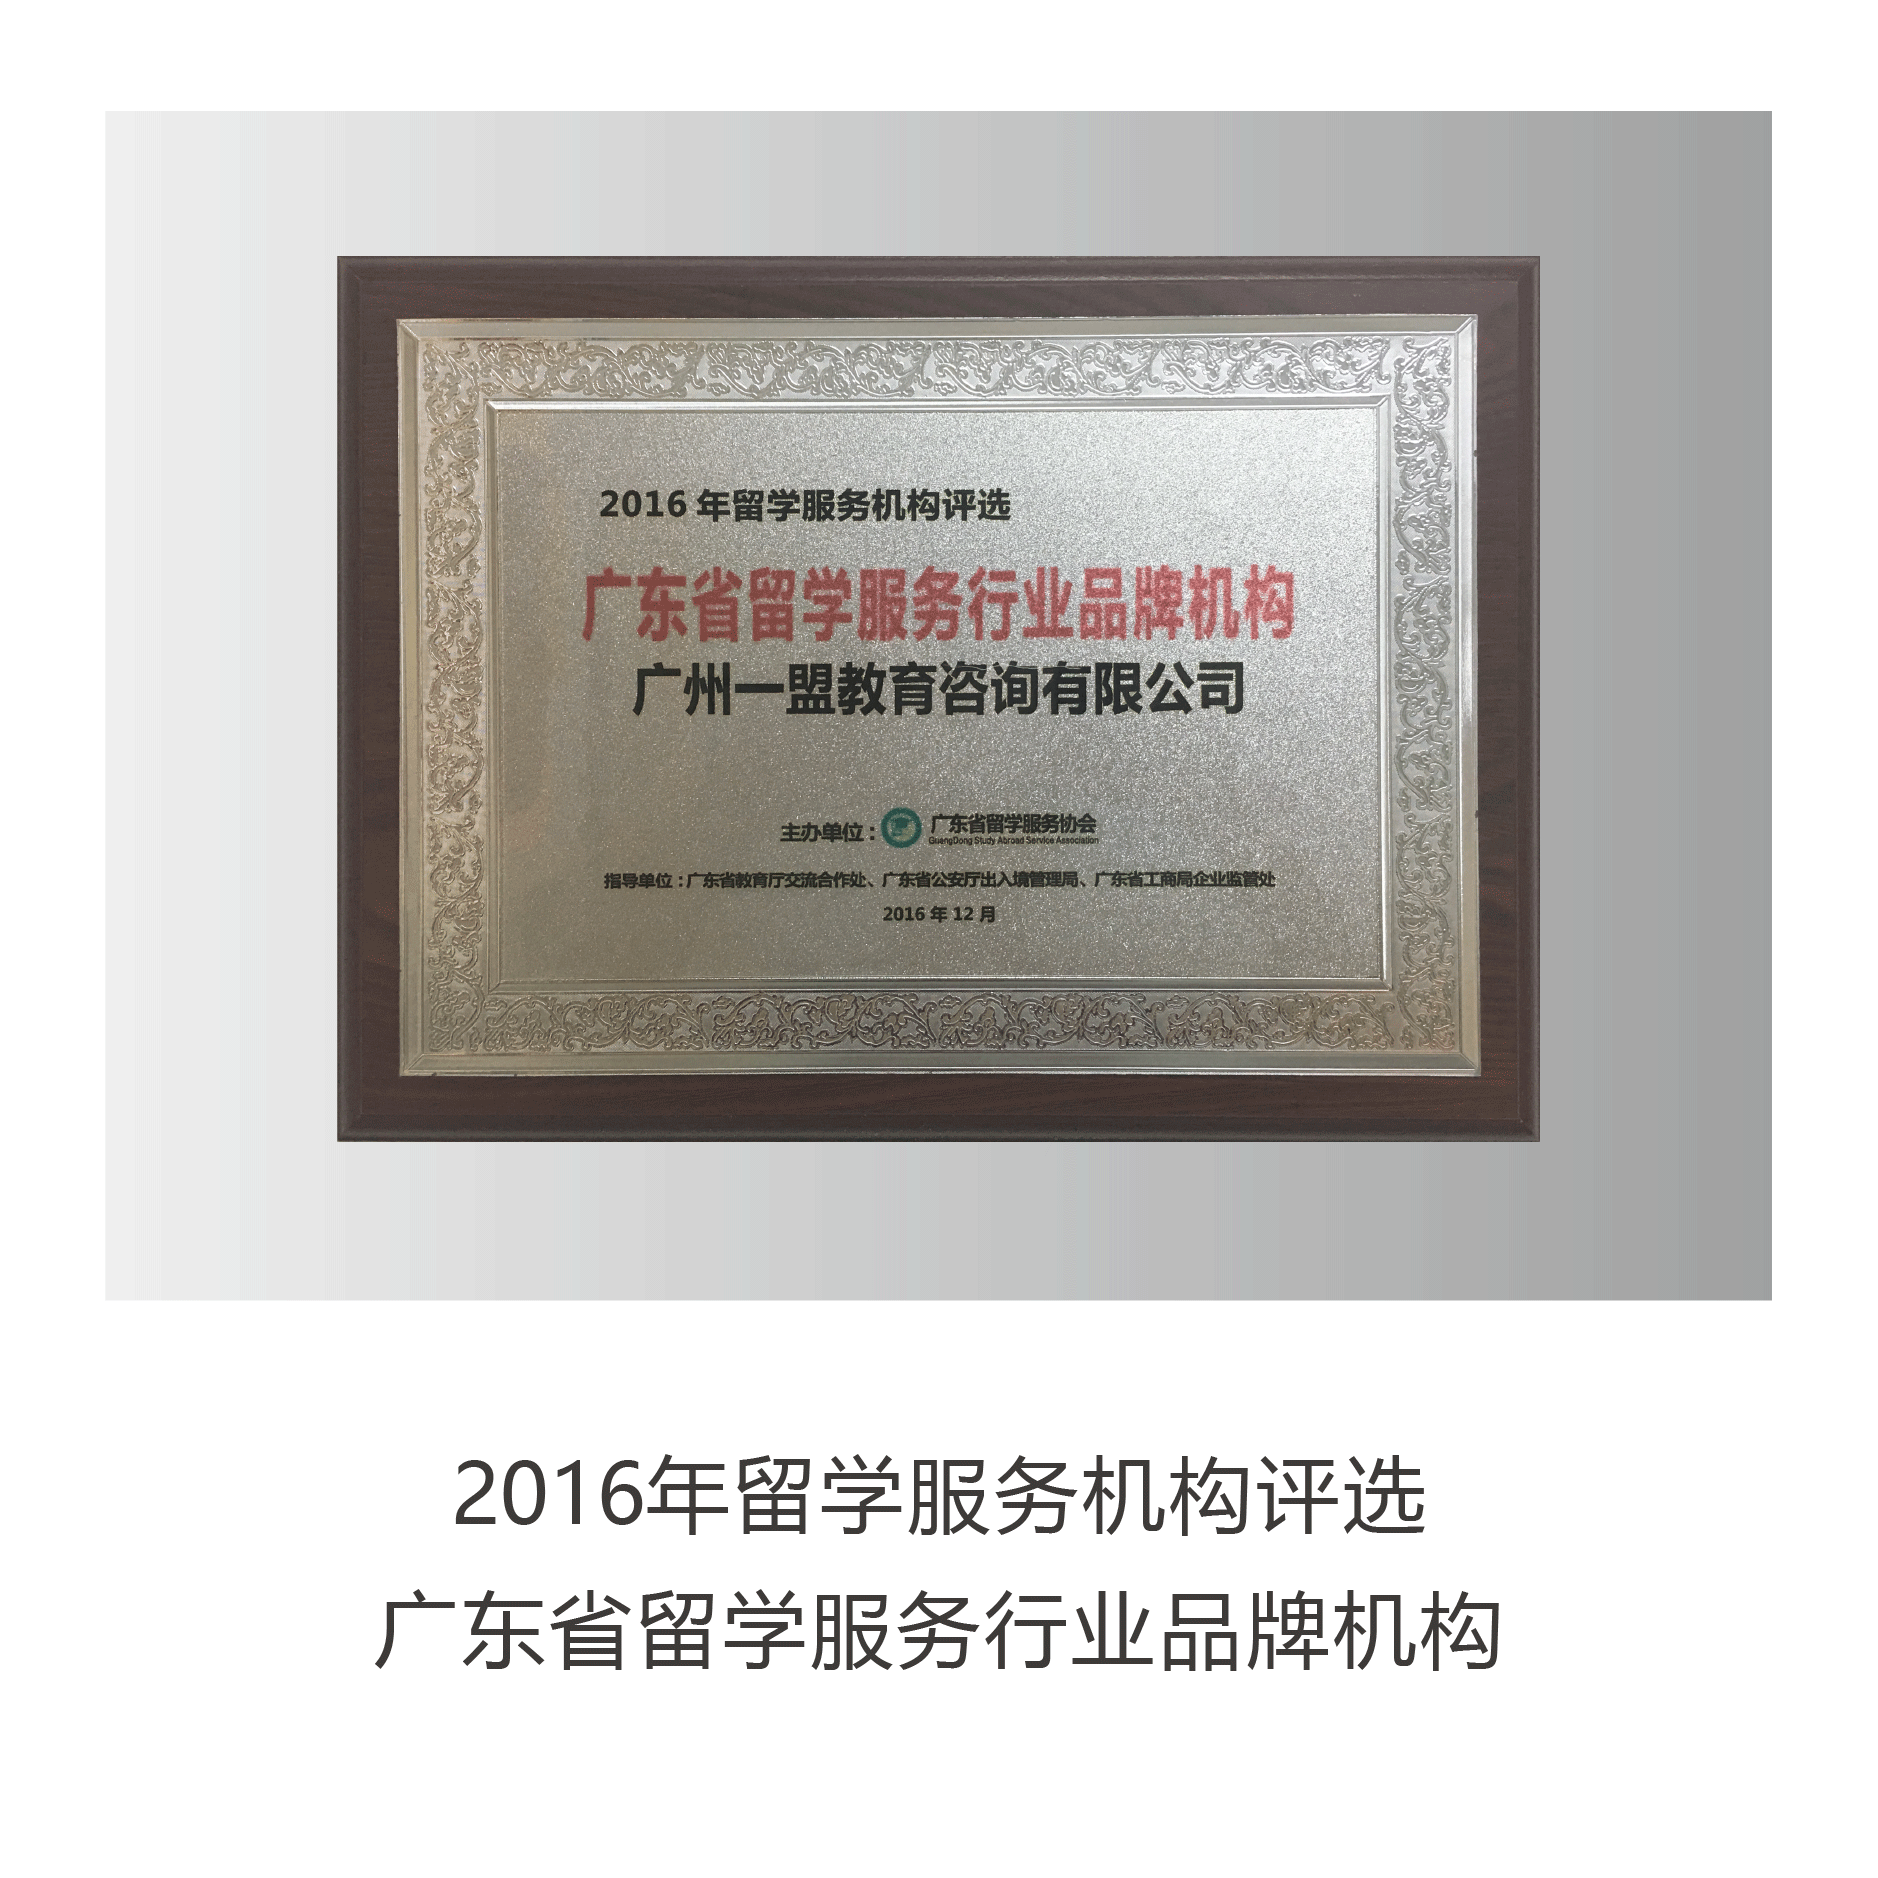 2016 年留学服务机构评选
广东省留学服务行业品牌机构
广州一盟教育咨询有限公司
主办单位：广东省留学服务协会
GuangDong Study Abroad Service Association
指导单位：广东省教育厅交流合作处、广东省公安厅出入境管理局、广东省工商局企业监管处
2016 年 12 月
2016年留学服务机构评选
广东省留学服务行业品牌机构